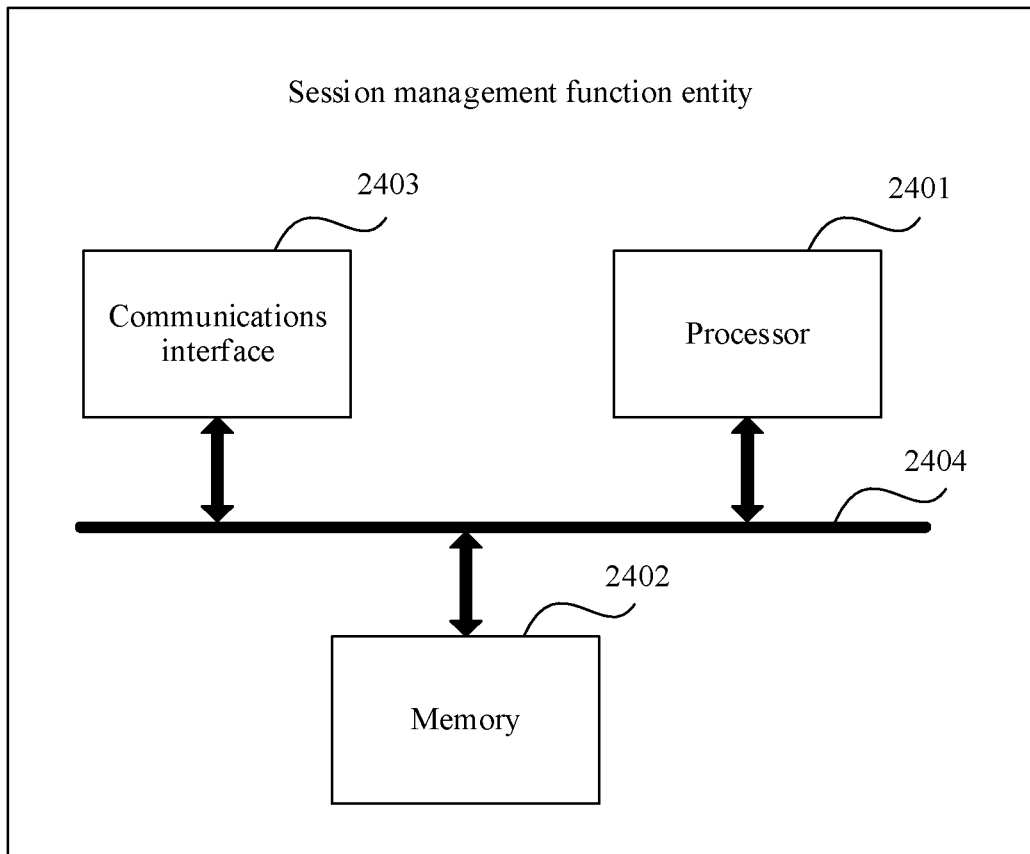 Session management function entity
2403
2401
Communications
interface
Processor
2404
2402
Memory